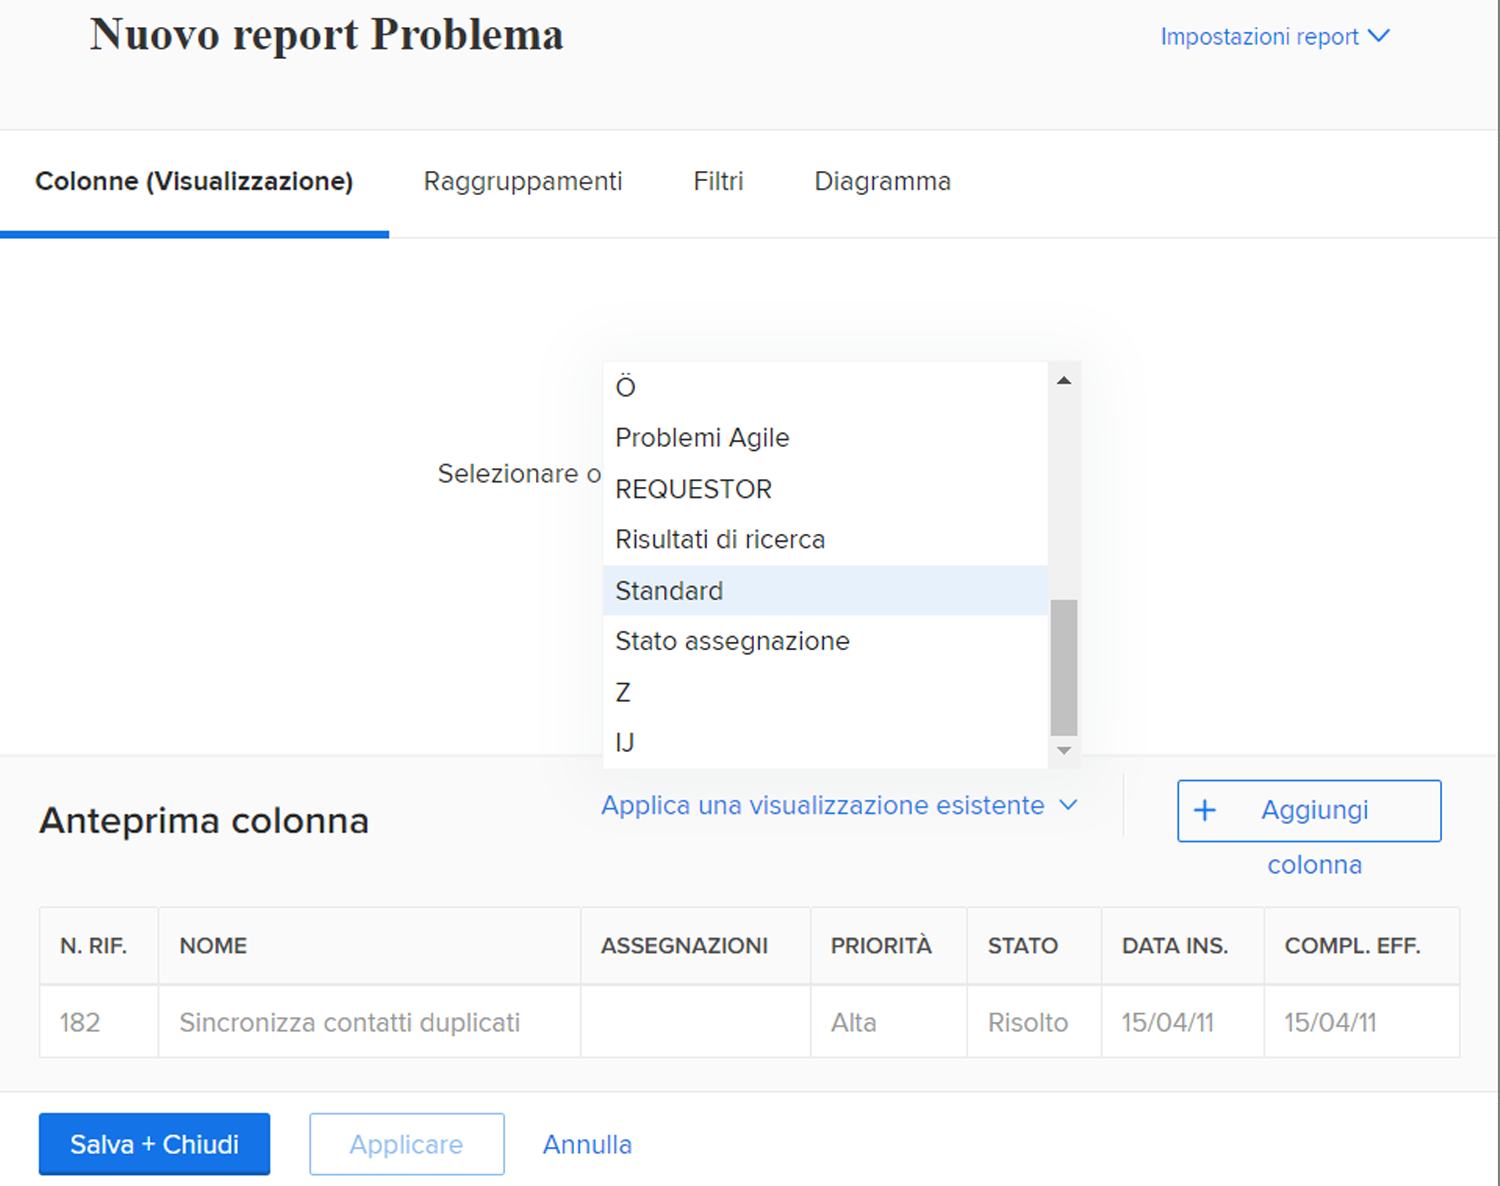 Nuovo report Problema
Impostazioni report
Colonne (Visualizzazione)
Raggruppamenti
Filtri
Diagramma
Selezionare o
Ö
Problemi Agile
REQUESTOR
Risultati di ricerca
Standard
Stato assegnazione
Z
IJ
Anteprima colonna
Applica una visualizzazione esistente
+ Aggiungi
colonna
N. RIF.
NOME
ASSEGNAZIONI
PRIORITÀ
STATO
DATA INS.
COMPL. EFF.
182
Sincronizza contatti duplicati
Alta
Risolto
15/04/11
15/04/11
Salva + Chiudi
Applicare
Annulla